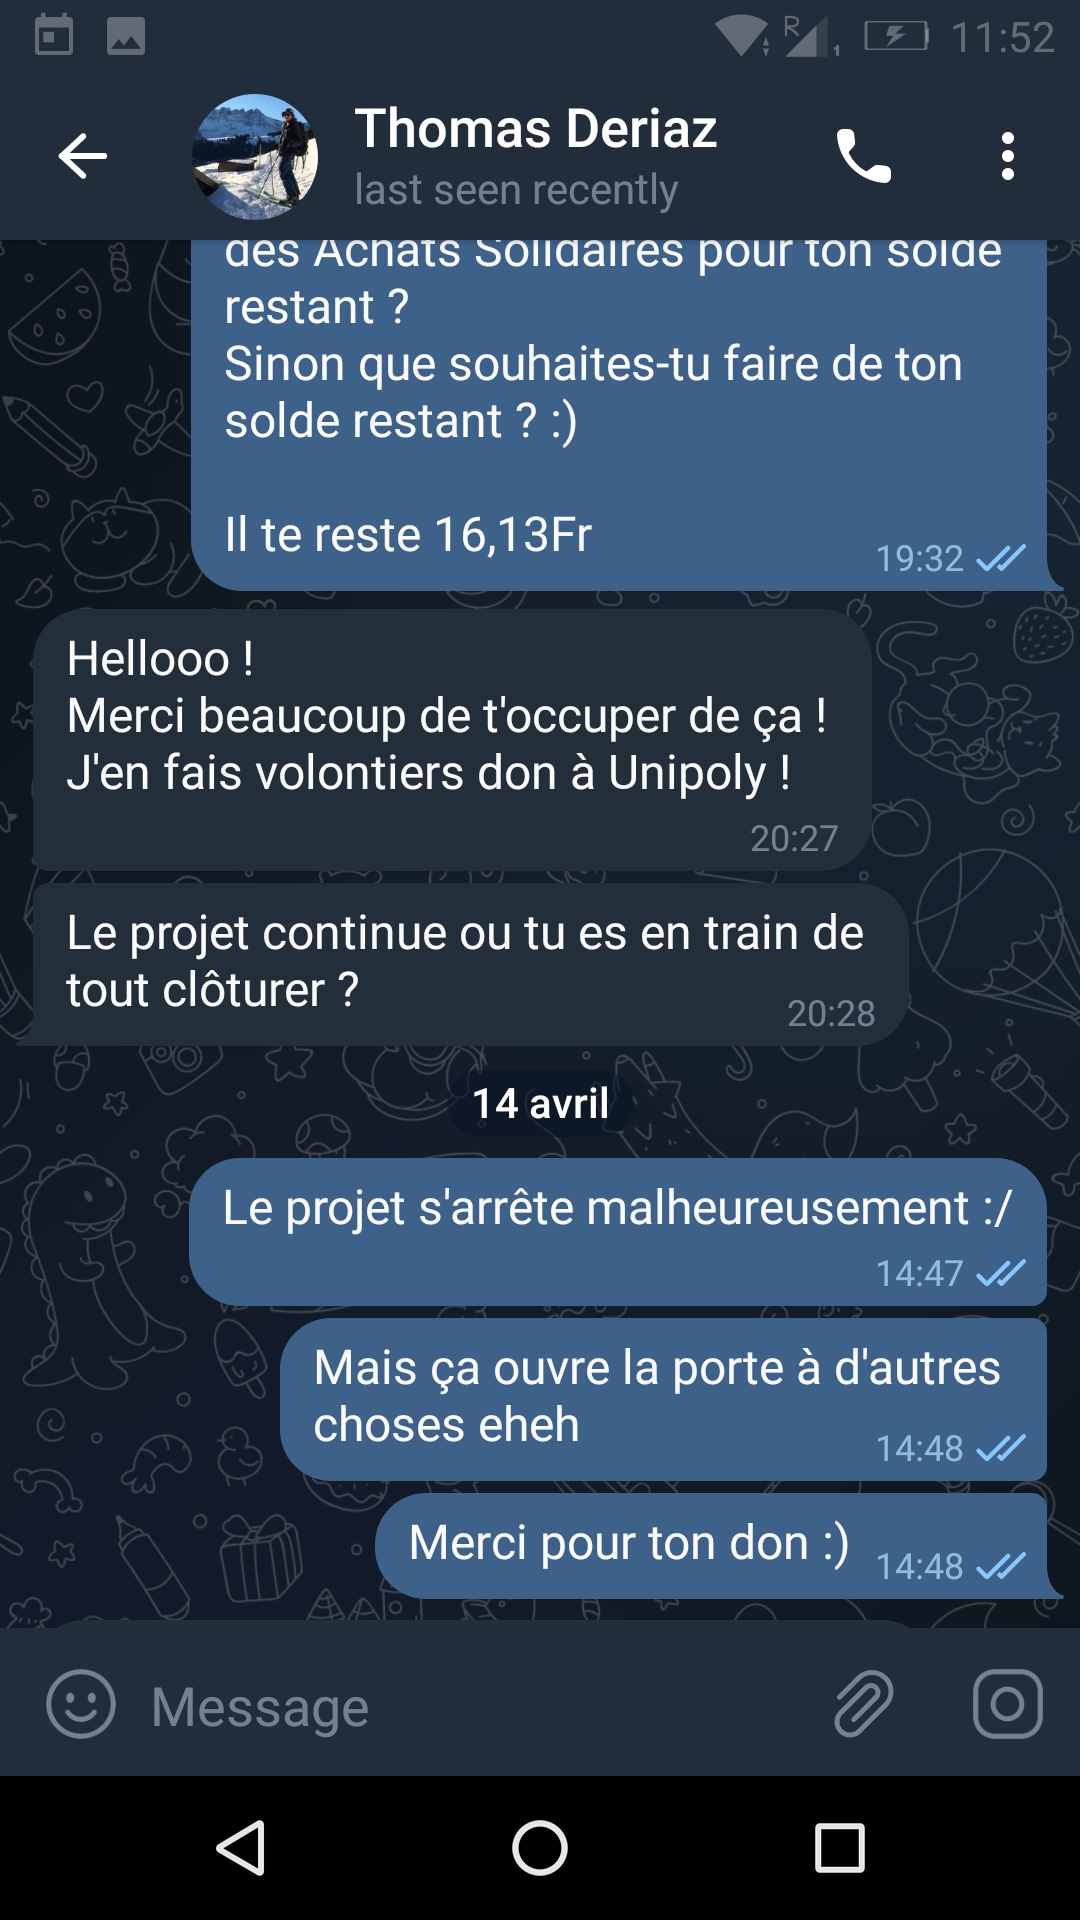 R
11:52
Thomas Deriaz
last seen recently
des Achats Solidaires pour ton solde
restant ?
Sinon que souhaites-tu faire de ton
solde restant ? :)
Il te reste 16,13Fr
19:32
Hellooo !
Merci beaucoup de t'occuper de ça !
J'en fais volontiers don à Unipoly !
20:27
Le projet continue ou tu es en train de
tout clôturer ?
20:28
14 avril
Le projet s'arrête malheureusement :/
14:47
Mais ça ouvre la porte à d'autres
choses eheh
14:48
Merci pour ton don :)
14:48
Message